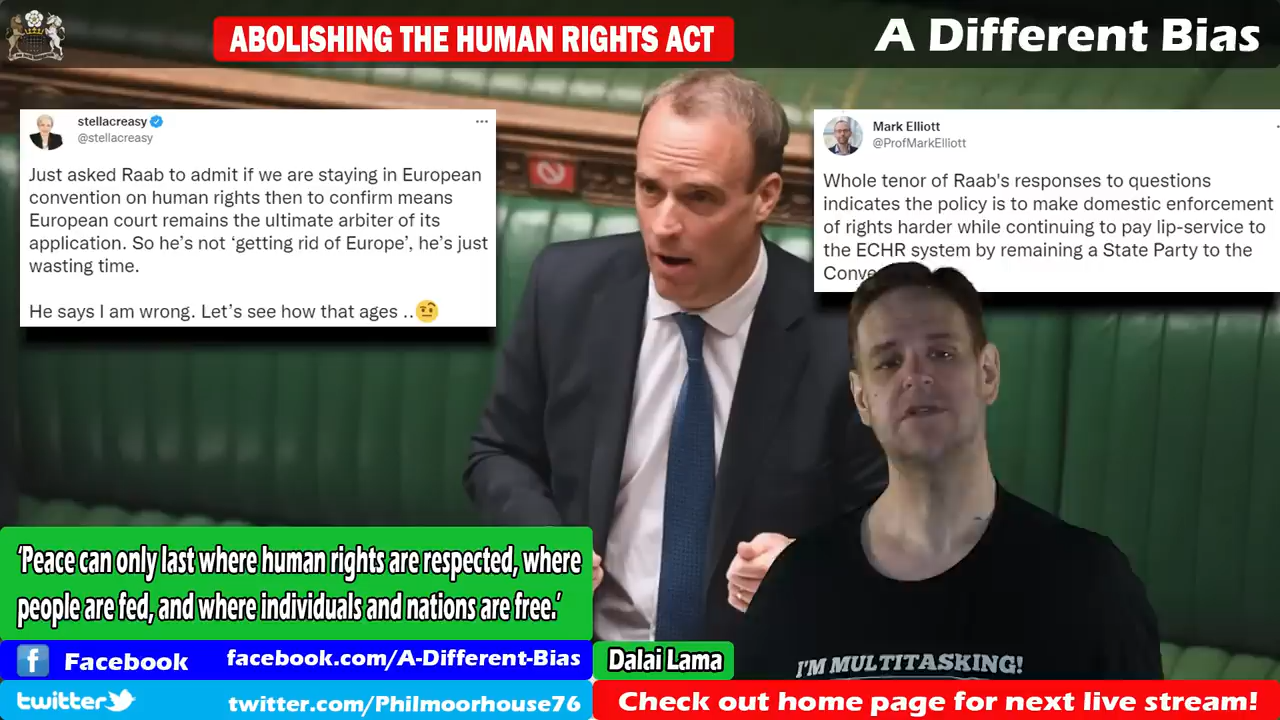 ABOLISHING THE HUMAN RIGHTS ACT
A Different Bias
stellacreasy
@stellacreasy
Just asked Raab to admit if we are staying in European
convention on human rights then to confirm means
European court remains the ultimate arbiter of its
application. So he's not 'getting rid of Europe', he's just
wasting time.
He says I am wrong. Let's see how that ages ..🤨
Mark Elliott
@ProfMarkElliott
Whole tenor of Raab's responses to questions
indicates the policy is to make domestic enforcement
of rights harder while continuing to pay lip-service to
the ECHR system by remaining a State Party to the
'Peace can only last where human rights are respected, where
people are fed, and where individuals and nations are free.'
Dalai Lama
I'M MULTITASKING!
Facebook
facebook.com/A-Different-Bias
twitter
twitter.com/Philmoorhouse76
Check out home page for next live stream!